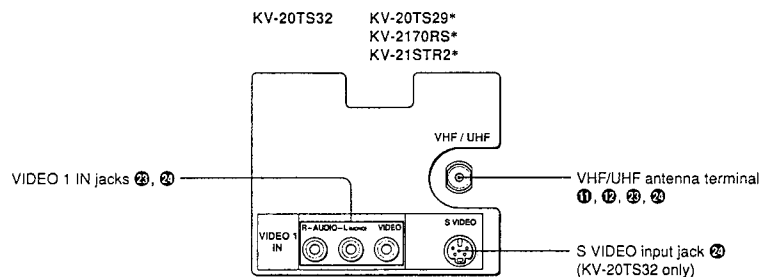 KV-20TS32 KV-20TS29*
KV-2170RS*
KV-21STR2*
VHF / UHF
VIDEO 1 IN jacks 23, 24
VHF/UHF antenna terminal
11, 12, 23, 24
VIDEO 1
IN
R-AUDIO-L (MONO) VIDEO
S VIDEO
S VIDEO input jack 24
(KV-20TS32 only)